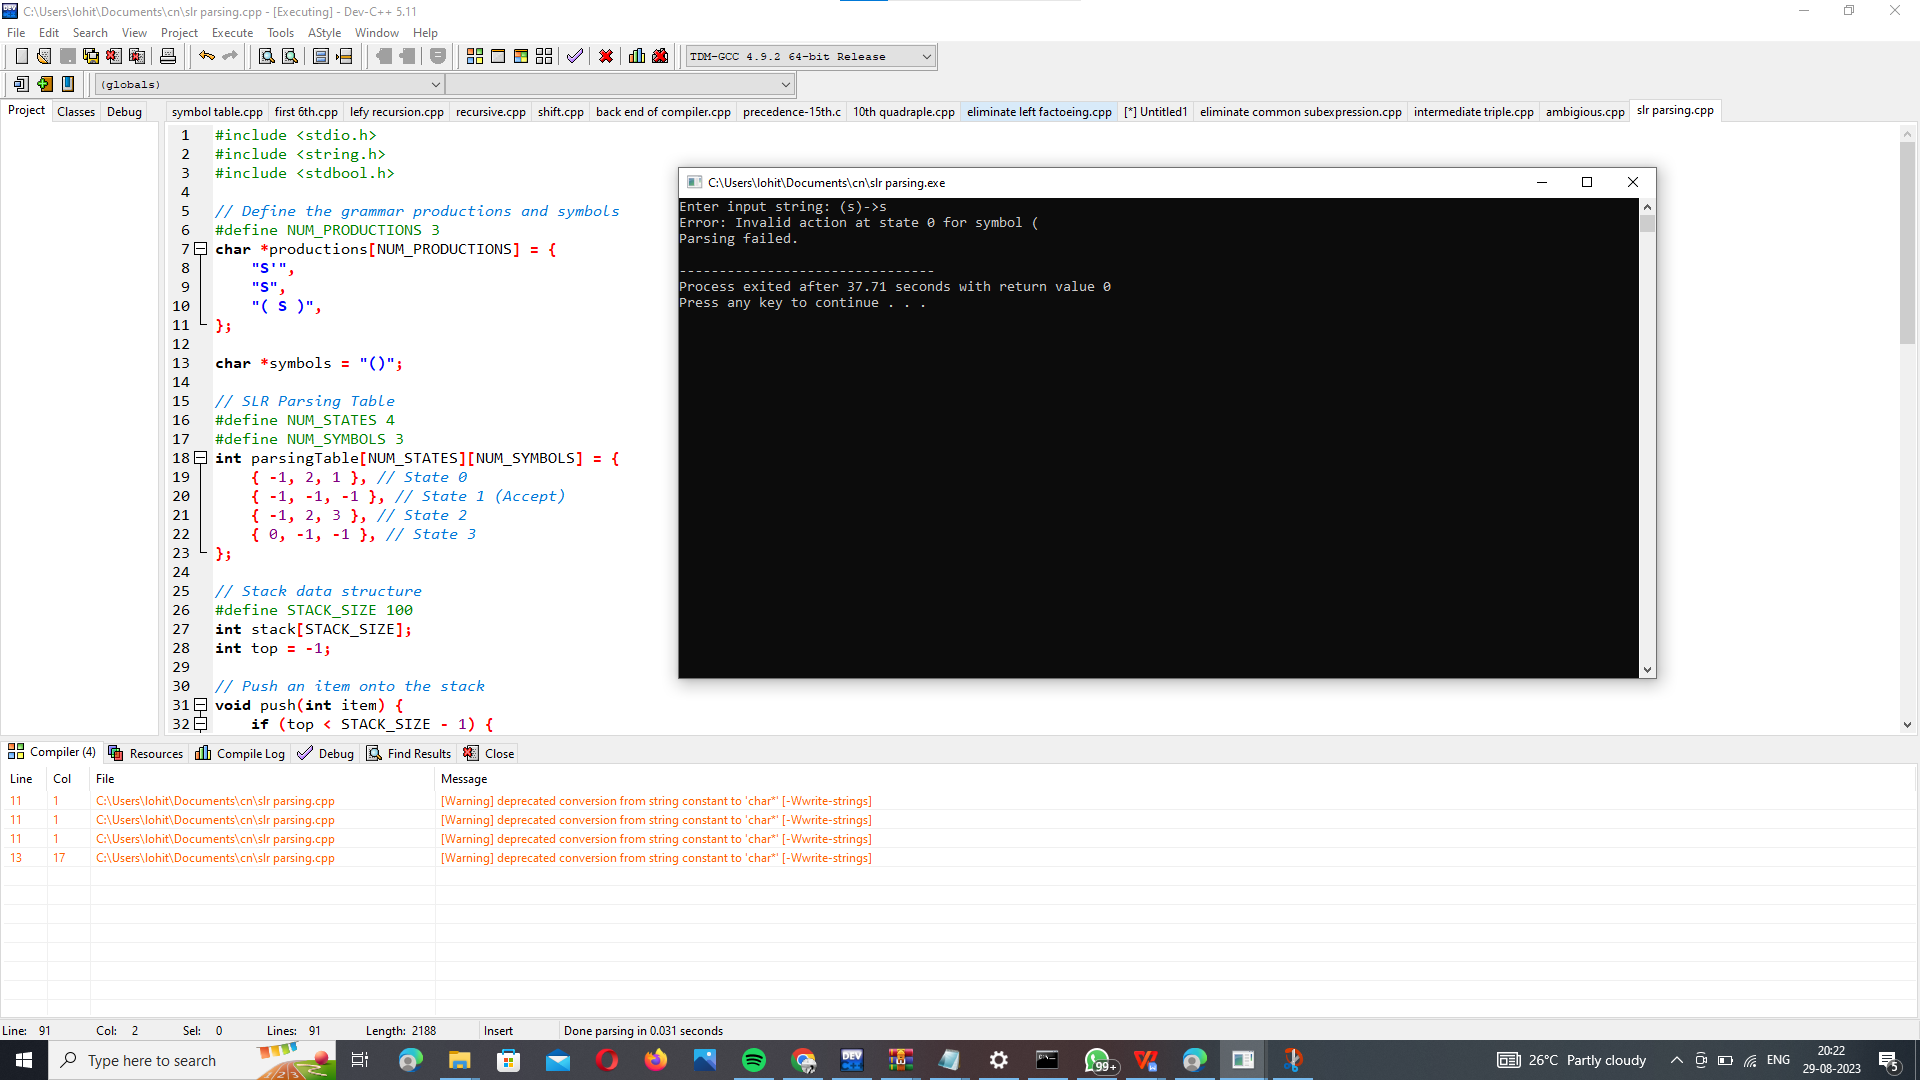 C:\Users\lohit\Documents\cn\slr parsing.cpp - [Executing] - Dev-C++ 5.11
File Edit Search View Project Execute Tools AStyle Window Help
TDM-GCC 4.9.2 64-bit Release
(globals)
Project Classes Debug
symbol table.cpp first 6th.cpp lefy recursion.cpp recursive.cpp shift.cpp back end of compiler.cpp precedence-15th.c 10th quadraple.cpp eliminate left factoeing.cpp [*] Untitled1 eliminate common subexpression.cpp intermediate triple.cpp ambigious.cpp slr parsing.cpp
1 #include <stdio.h>
2 #include <string.h>
3 #include <stdbool.h>
4
5 // Define the grammar productions and symbols
6 #define NUM_PRODUCTIONS 3
7 char *productions[NUM_PRODUCTIONS] = {
8 "S'",
9 "S",
10 "( S )",
11 };
12
13 char *symbols = "()";
14
15 // SLR Parsing Table
16 #define NUM_STATES 4
17 #define NUM_SYMBOLS 3
18 int parsingTable[NUM_STATES][NUM_SYMBOLS] = {
19 { -1, 2, 1 }, // State 0
20 { -1, -1, -1 }, // State 1 (Accept)
21 { -1, 2, 3 }, // State 2
22 { 0, -1, -1 }, // State 3
23 };
24
25 // Stack data structure
26 #define STACK_SIZE 100
27 int stack[STACK_SIZE];
28 int top = -1;
29
30 // Push an item onto the stack
31 void push(int item) {
32 if (top < STACK_SIZE - 1) {
C:\Users\lohit\Documents\cn\slr parsing.exe
Enter input string: (s)->s
Error: Invalid action at state 0 for symbol (
Parsing failed.
--------------------------------
Process exited after 37.71 seconds with return value 0
Press any key to continue . . .
Compiler (4) Resources Compile Log Debug Find Results Close
Line Col File Message
11 1 C:\Users\lohit\Documents\cn\slr parsing.cpp [Warning] deprecated conversion from string constant to 'char*' [-Wwrite-strings]
11 1 C:\Users\lohit\Documents\cn\slr parsing.cpp [Warning] deprecated conversion from string constant to 'char*' [-Wwrite-strings]
11 1 C:\Users\lohit\Documents\cn\slr parsing.cpp [Warning] deprecated conversion from string constant to 'char*' [-Wwrite-strings]
13 17 C:\Users\lohit\Documents\cn\slr parsing.cpp [Warning] deprecated conversion from string constant to 'char*' [-Wwrite-strings]
Line: 91 Col: 2 Sel: 0 Lines: 91 Length: 2188 Insert Done parsing in 0.031 seconds
Type here to search
DEV
99+
26°C Partly cloudy
ENG
20:22
29-08-2023
5